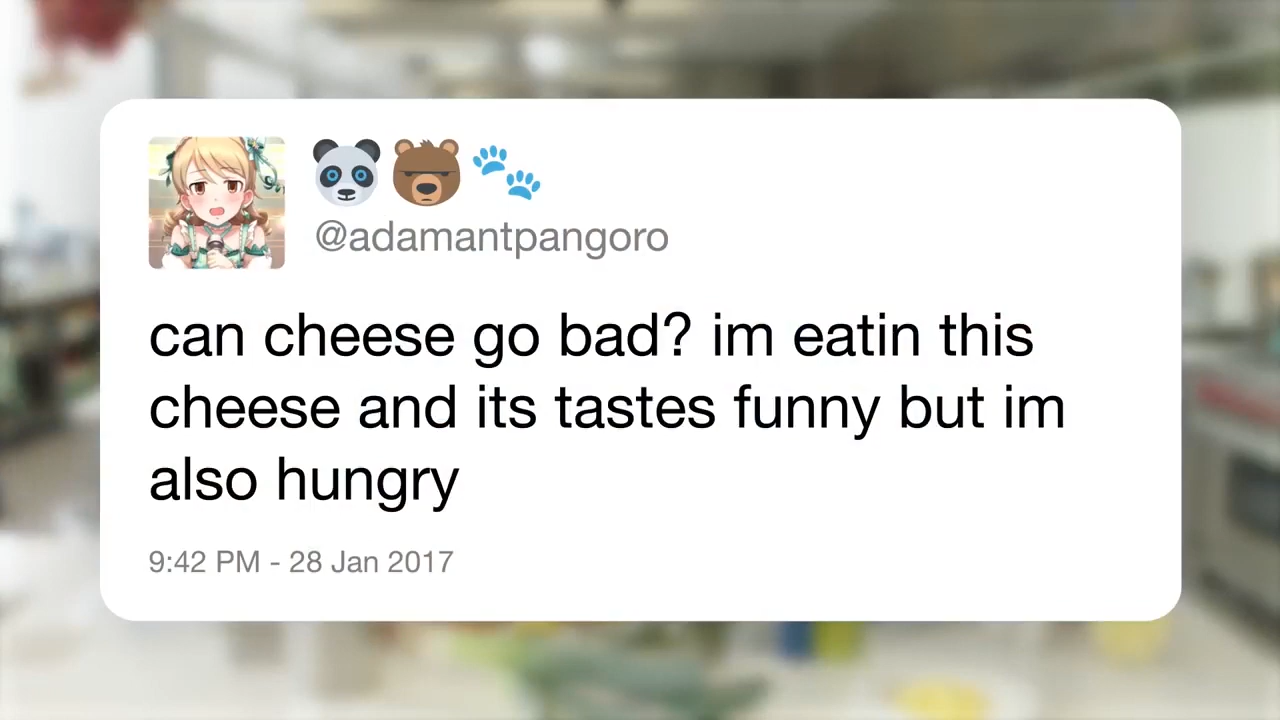 🐼🐻🐾
@adamantpangoro
can cheese go bad? im eatin this
cheese and its tastes funny but im
also hungry
9:42 PM - 28 Jan 2017